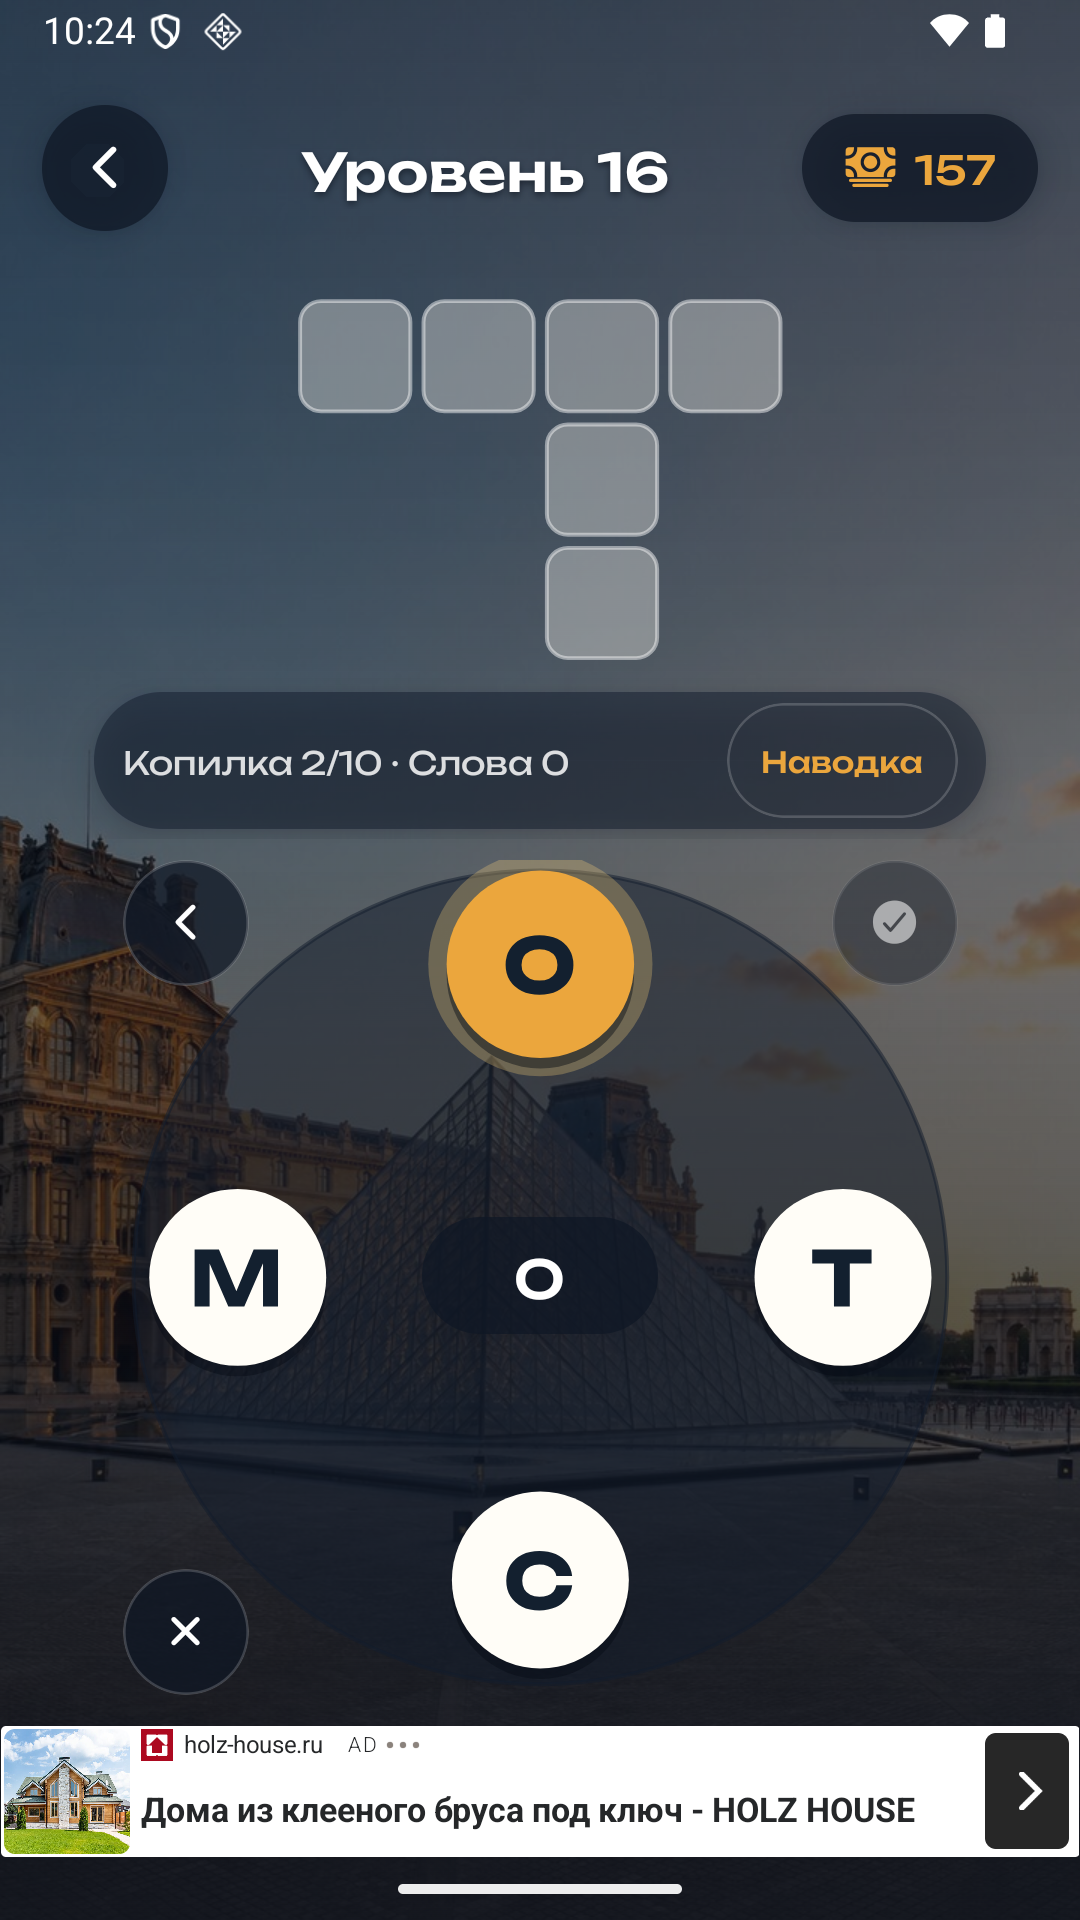 10:24
Уровень 16
157
Копилка 2/10 · Слова 0
Наводка
О
М
О
Т
С
holz-house.ru AD
Дома из клееного бруса под ключ - HOLZ HOUSE